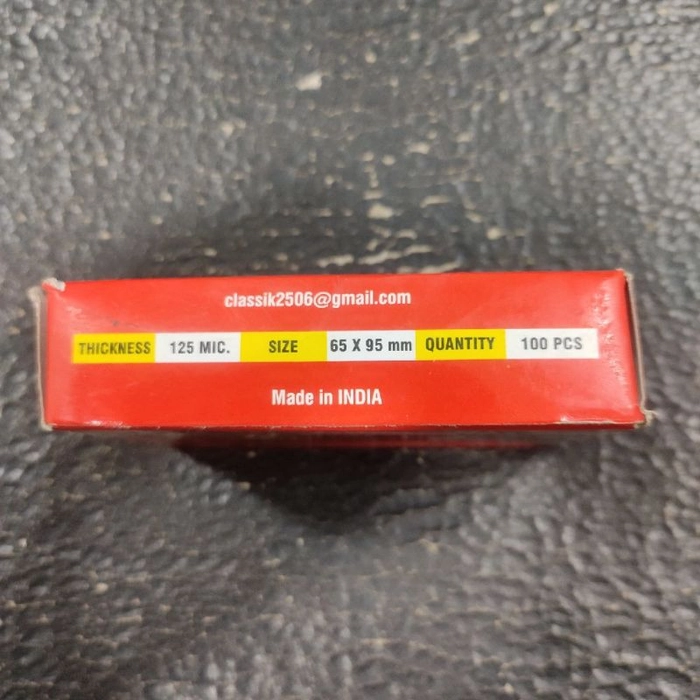 classik2506@gmail.com
THICKNESS 125 MIC. SIZE 65 X 95 mm QUANTITY 100 PCS
Made in INDIA